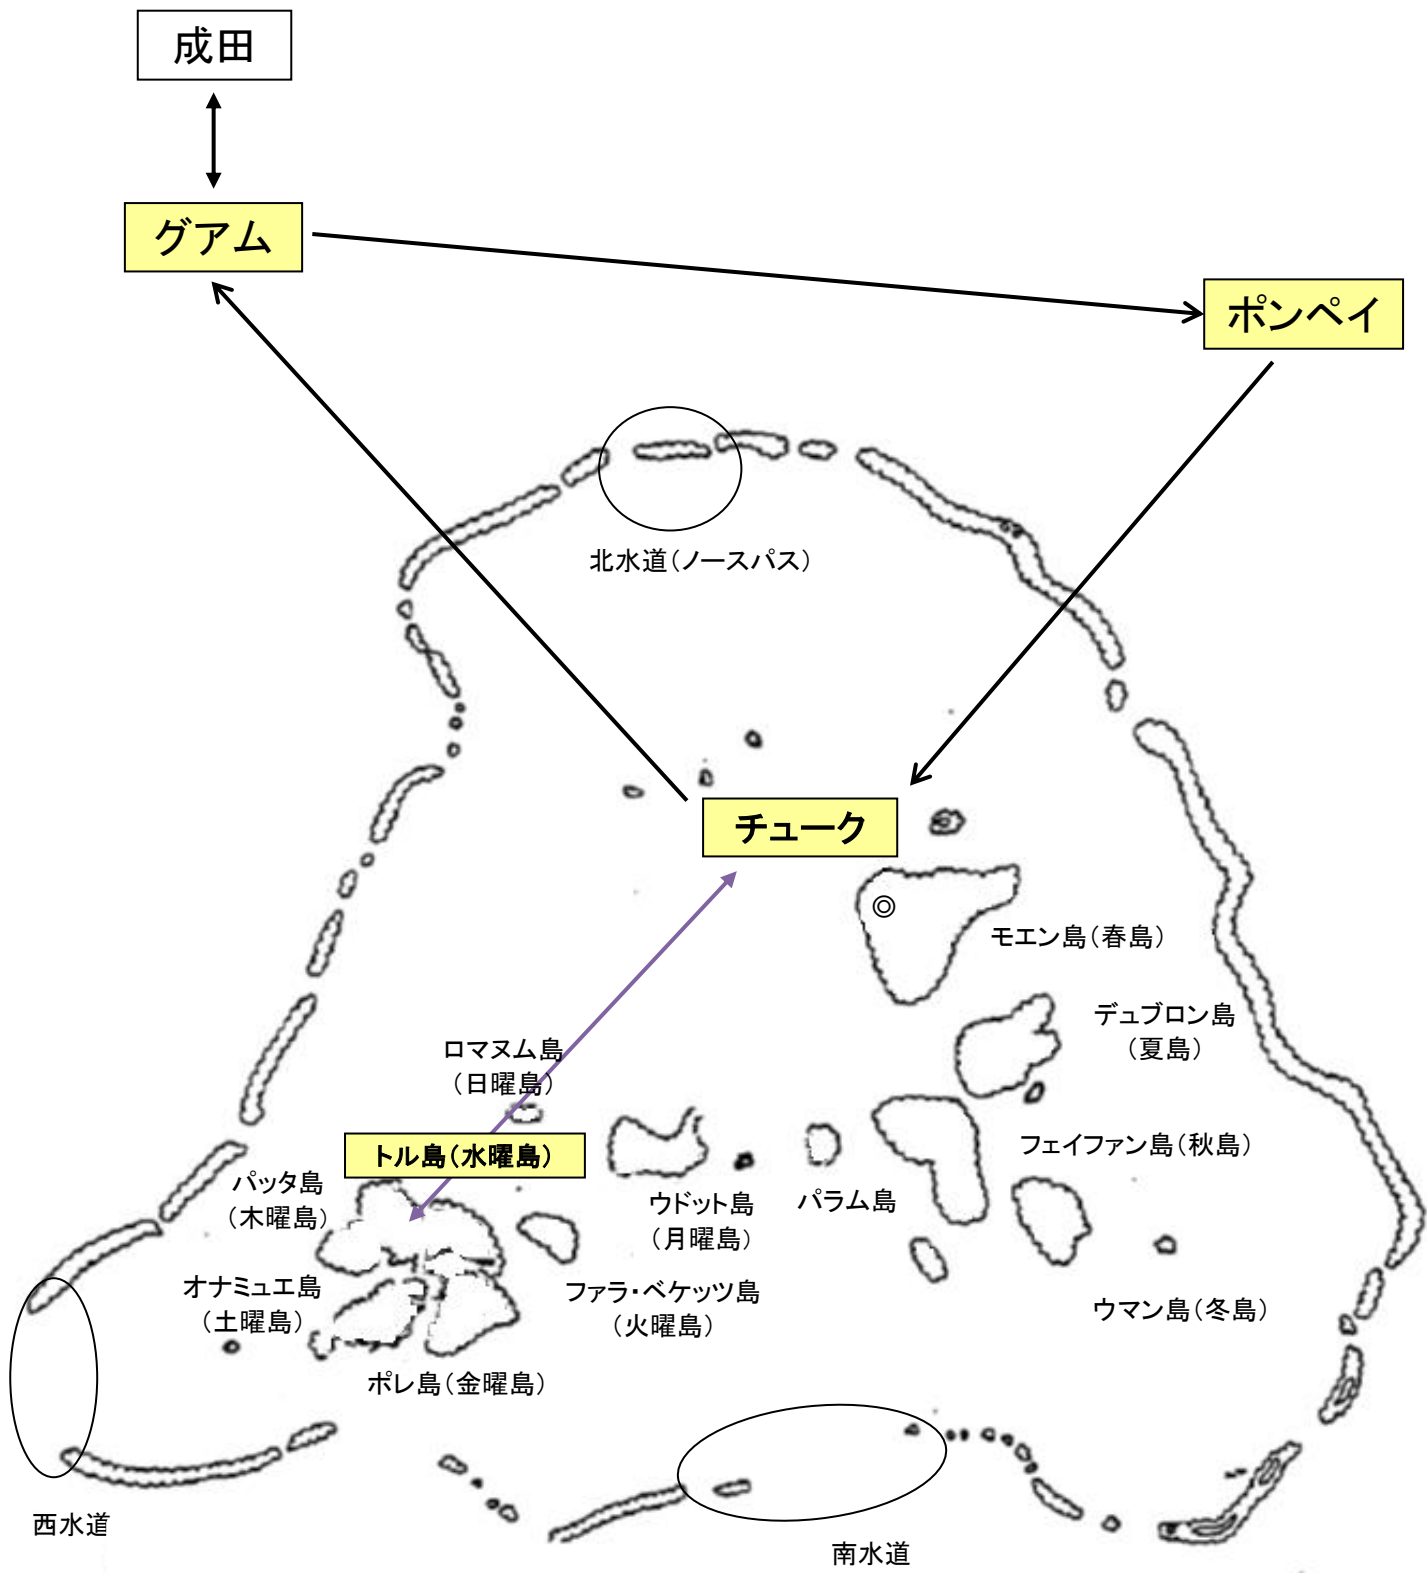 成田
グアム
ポンペイ
北水道(ノースパス)
チューク
モエン島(春島)
デュブロン島
(夏島)
ロマヌム島
(日曜島)
トル島(水曜島)
フェイファン島(秋島)
パッタ島
(木曜島)
ウドット島
(月曜島)
パラム島
オナミュエ島
(土曜島)
ファラ・ベケッツ島
(火曜島)
ウマン島(冬島)
ポレ島(金曜島)
西水道
南水道